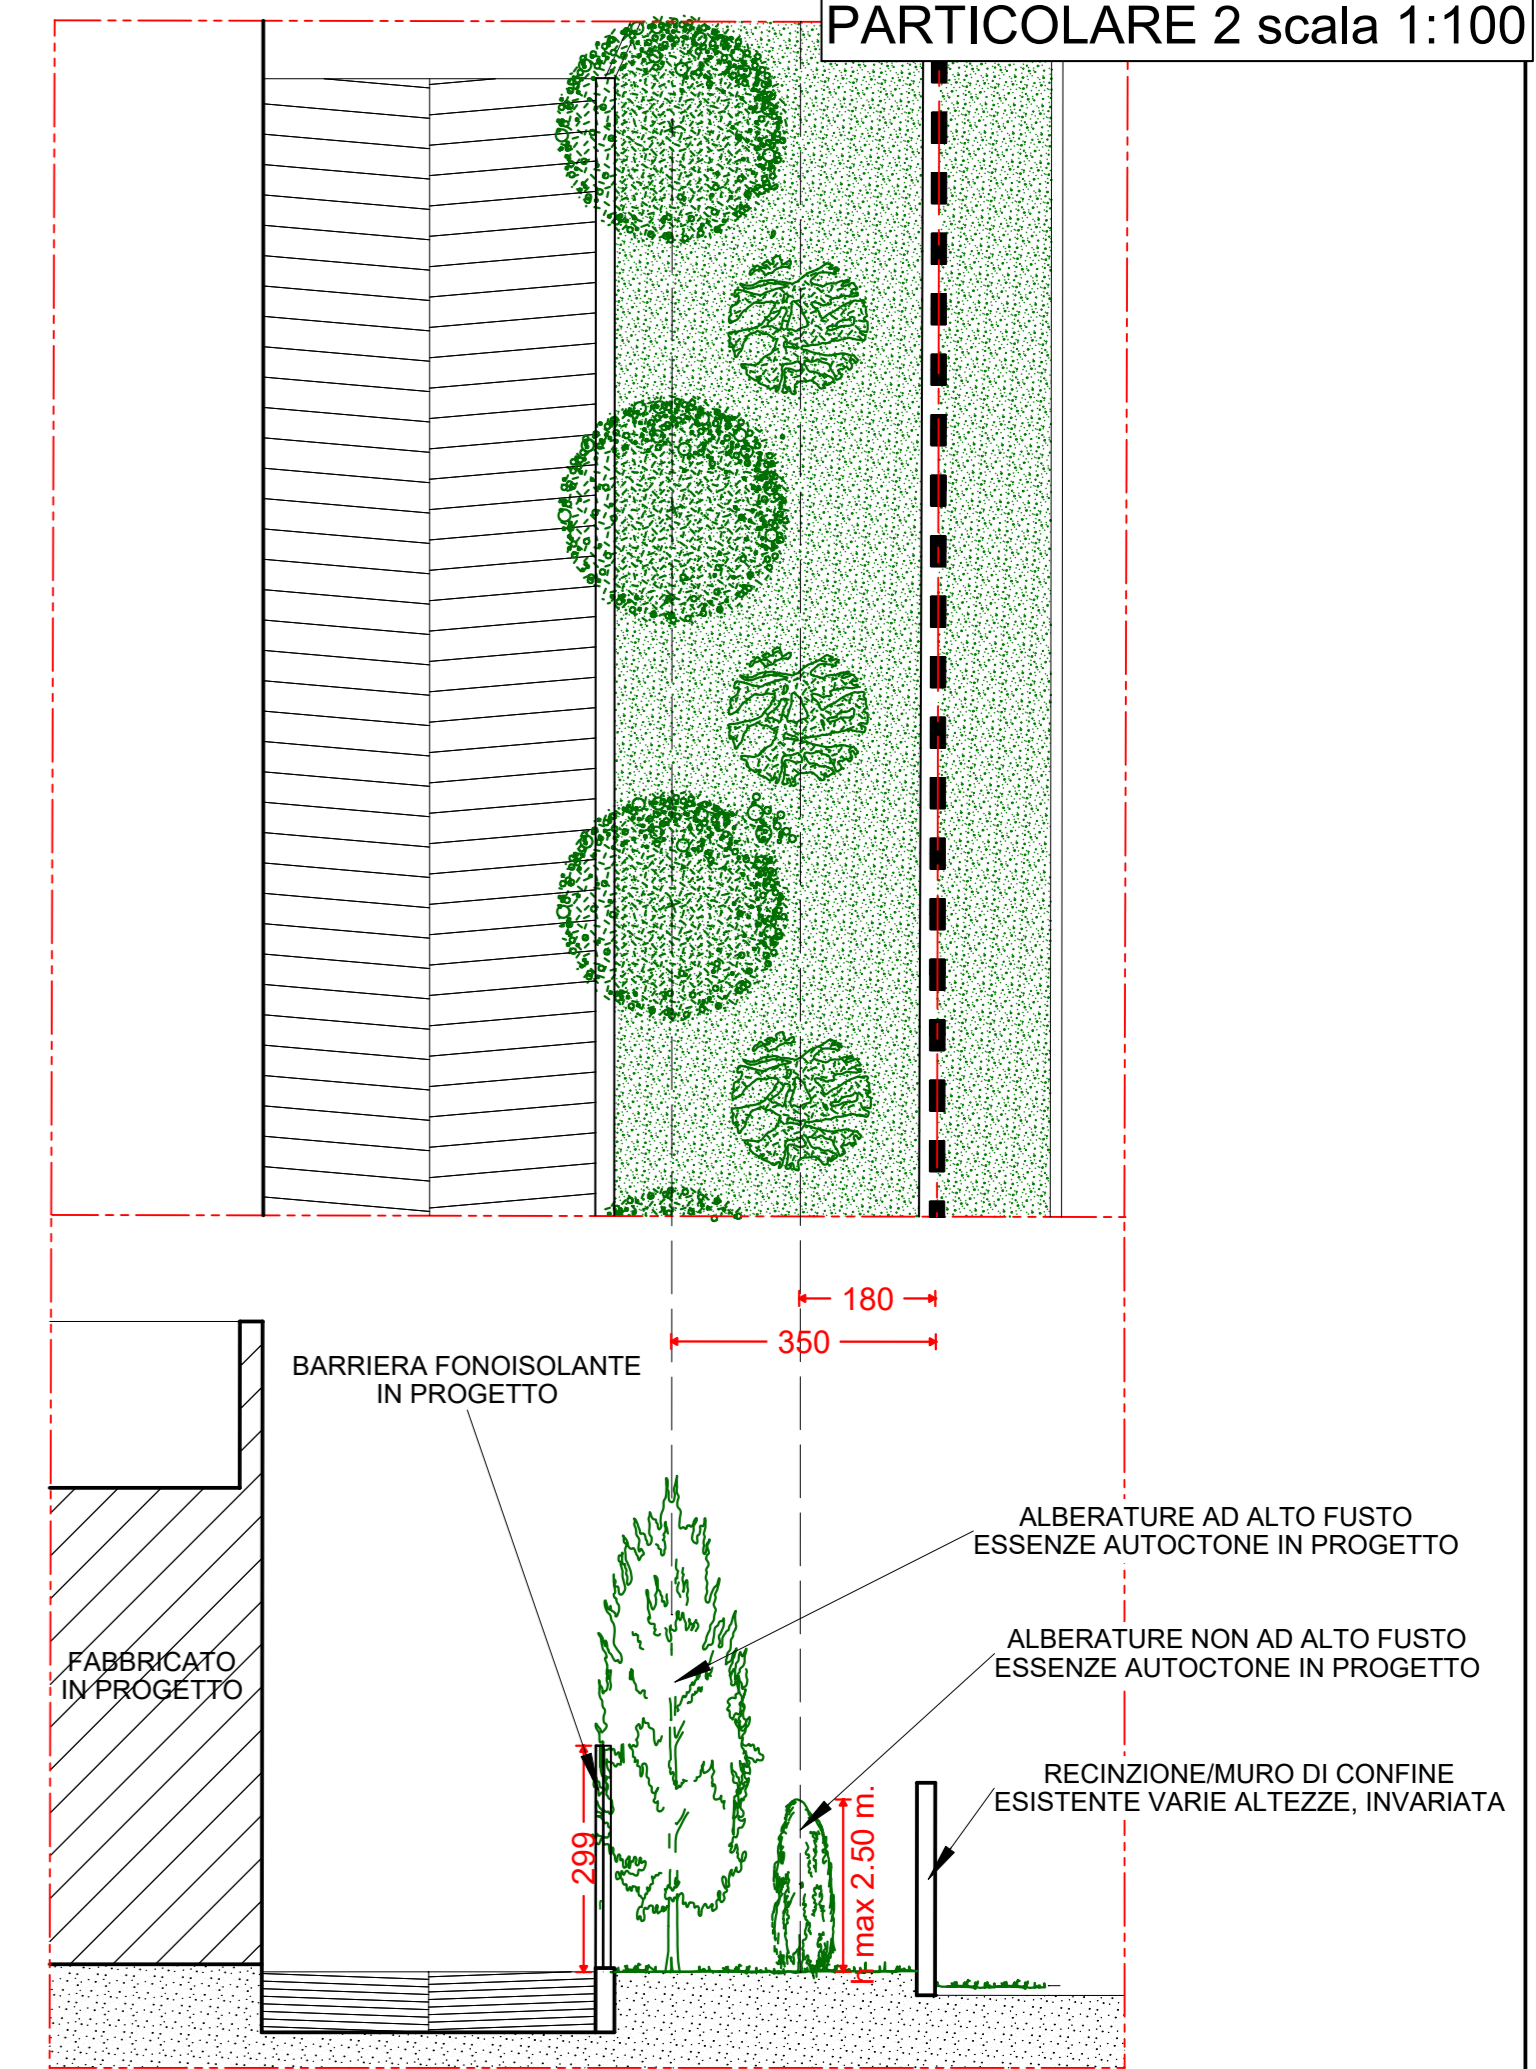 PARTICOLARE 2 scala 1:100
180
350
BARRIERA FONOISOLANTE
IN PROGETTO
ALBERATURE AD ALTO FUSTO
ESSENZE AUTOCTONE IN PROGETTO
ALBERATURE NON AD ALTO FUSTO
ESSENZE AUTOCTONE IN PROGETTO
FABBRICATO
IN PROGETTO
RECINZIONE/MURO DI CONFINE
ESISTENTE VARIE ALTEZZE, INVARIATA
299
h max 2.50 m.